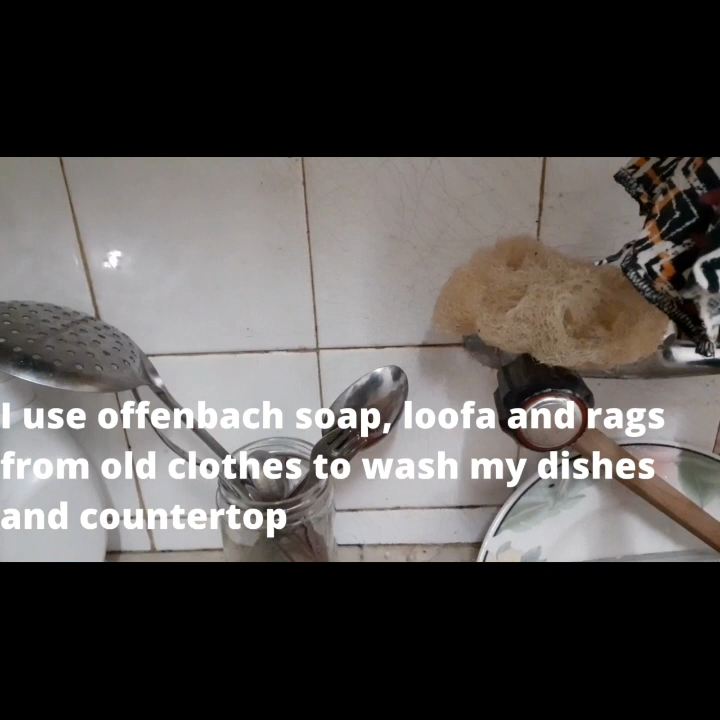 I use offenbach soap, loofa and rags
from old clothes to wash my dishes
and countertop